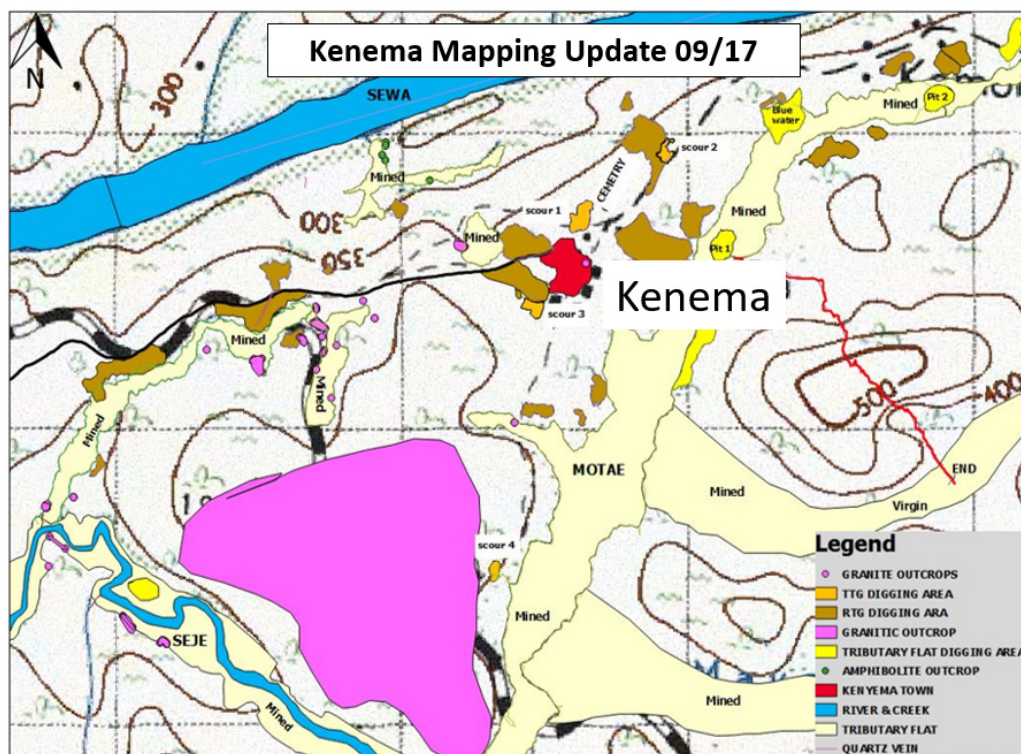 Kenema Mapping Update 09/17
N
300
SEWA
Blue
water
Mined
Pit 2
scour 2
CEMETRY
Mined
scour 1
300
350
Mined
Mined
Pit 1
Kenema
scour 3
Mined
Mined
500
400
Mined
MOTAE
END
Mined
Virgin
scour 4
Mined
SEJE
Mined
Mined
Legend
GRANITE OUTCROPS
TTG DIGGING AREA
RTG DIGGING ARA
GRANITIC OUTCROP
TRIBUTARY FLAT DIGGING AREA
AMPHIBOLITE OUTCROP
KENYEMA TOWN
RIVER & CREEK
TRIBUTARY FLAT
QUARTZ VEIN